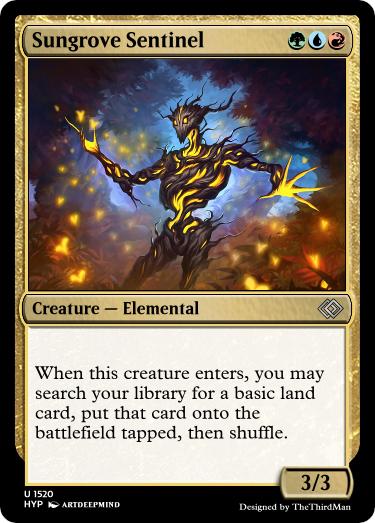 Sungrove Sentinel
Creature — Elemental
When this creature enters, you may
search your library for a basic land
card, put that card onto the
battlefield tapped, then shuffle.
3/3
U 1520
HYP ARTDEEPMIND
Designed by TheThirdMan